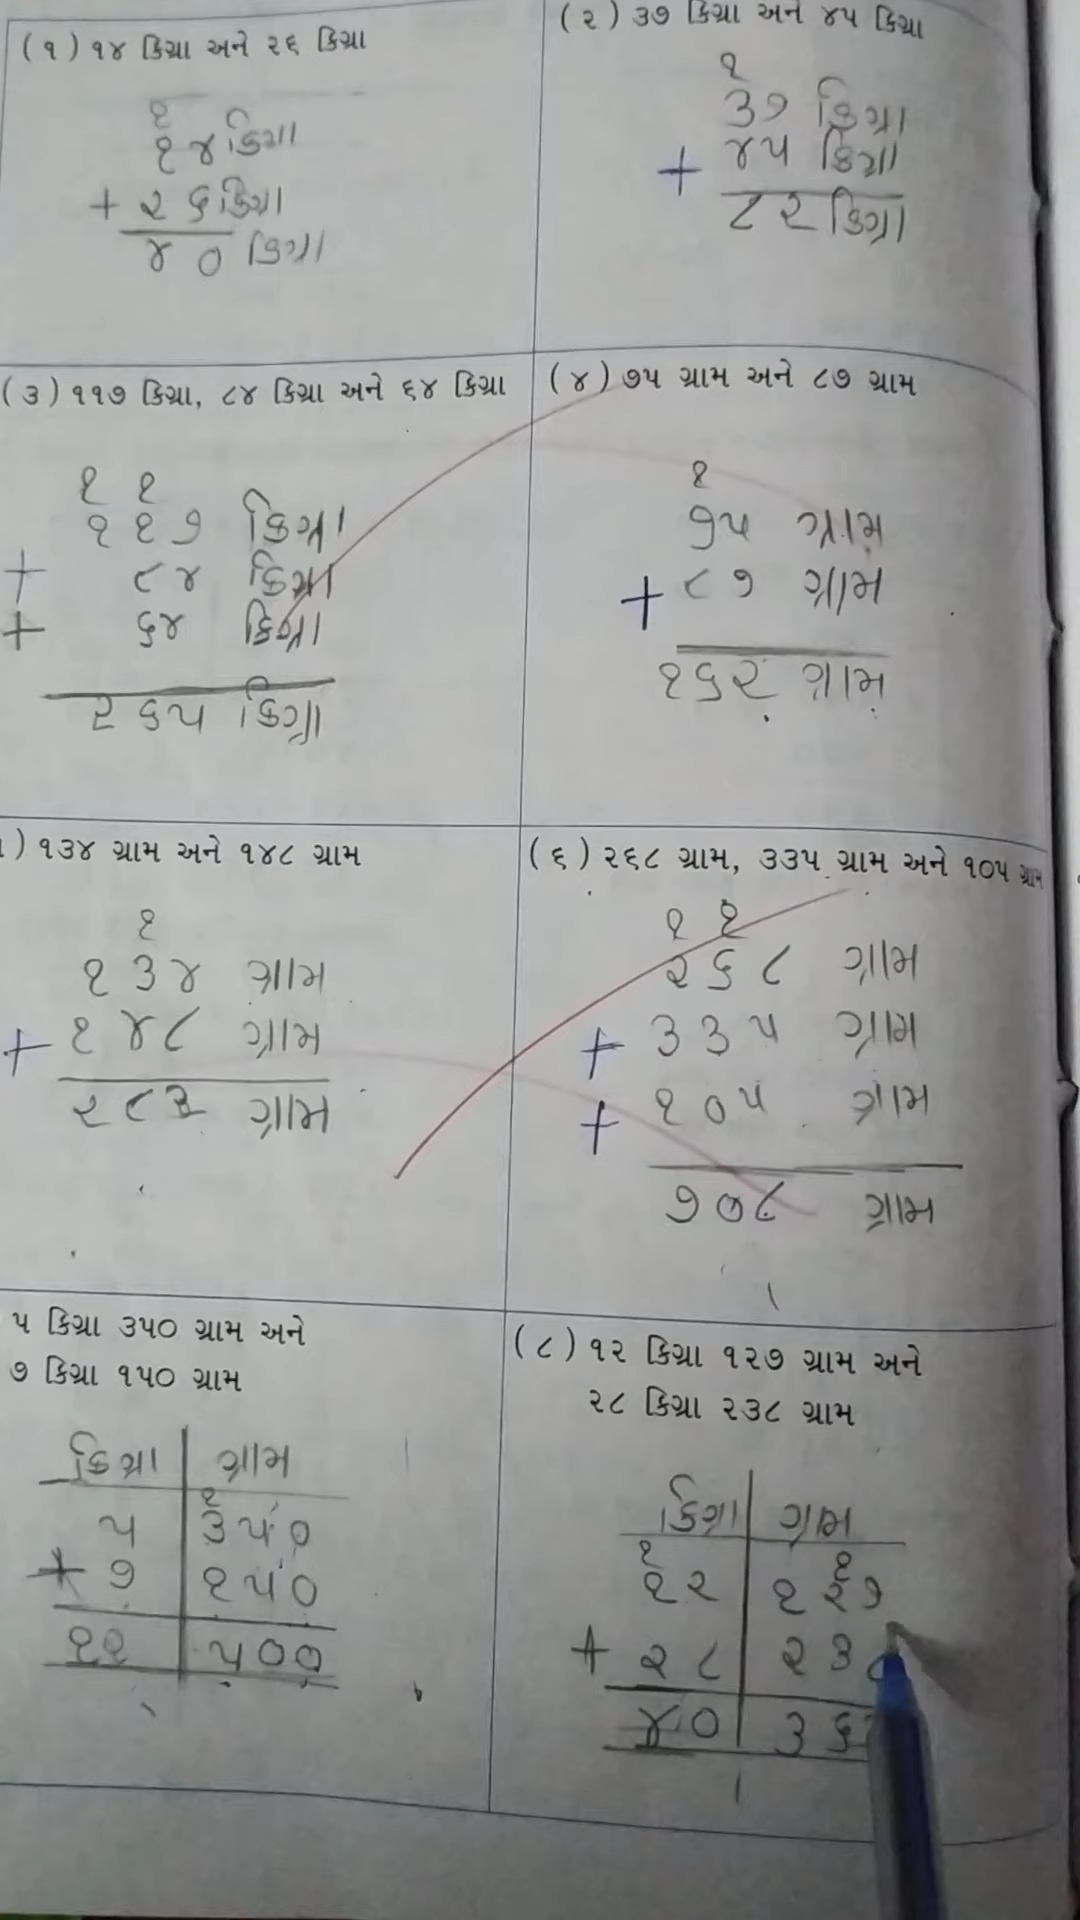 (૧) ૧૪ કિગ્રા અને ૨૬ કિગ્રા
૧
૧૪ કિગ્રા
+ ૨૬ કિગ્રા
૪૦ કિગ્રા
(૨) ૩૭ કિગ્રા અને ૪૫ કિગ્રા
૧
૩૭ કિગ્રા
+ ૪૫ કિગ્રા
૮૨ કિગ્રા
(૩) ૧૧૭ કિગ્રા, ૮૪ કિગ્રા અને ૬૪ કિગ્રા
૧ ૧
૧૧૭ કિગ્રા
+ ૮૪ કિગ્રા
+ ૬૪ કિગ્રા
૨૬૫ કિગ્રા
(૪) ૭૫ ગ્રામ અને ૮૭ ગ્રામ
૧
૭૫ ગ્રામ
+ ૮૭ ગ્રામ
૧૬૨ ગ્રામ
) ૧૩૪ ગ્રામ અને ૧૪૮ ગ્રામ
૧
૧૩૪ ગ્રામ
+ ૧૪૮ ગ્રામ
૨૮૩ ગ્રામ
(૬) ૨૬૮ ગ્રામ, ૩૩૫ ગ્રામ અને ૧૦૫ ગ્રામ
૧ ૧
૨૬૮ ગ્રામ
+ ૩૩૫ ગ્રામ
+ ૧૦૫ ગ્રામ
૭૦૮ ગ્રામ
૫ કિગ્રા ૩૫૦ ગ્રામ અને
૭ કિગ્રા ૧૫૦ ગ્રામ
કિગ્રા ગ્રામ
૧
૫ ૩૫૦
+ ૭ ૧૫૦
૧૨ ૫૦૦
(૮) ૧૨ કિગ્રા ૧૨૭ ગ્રામ અને
૨૮ કિગ્રા ૨૩૮ ગ્રામ
કિગ્રા ગ્રામ
૧ ૧
૧૨ ૧૨૭
+ ૨૮ ૨૩૮
૪૦ ૩૬